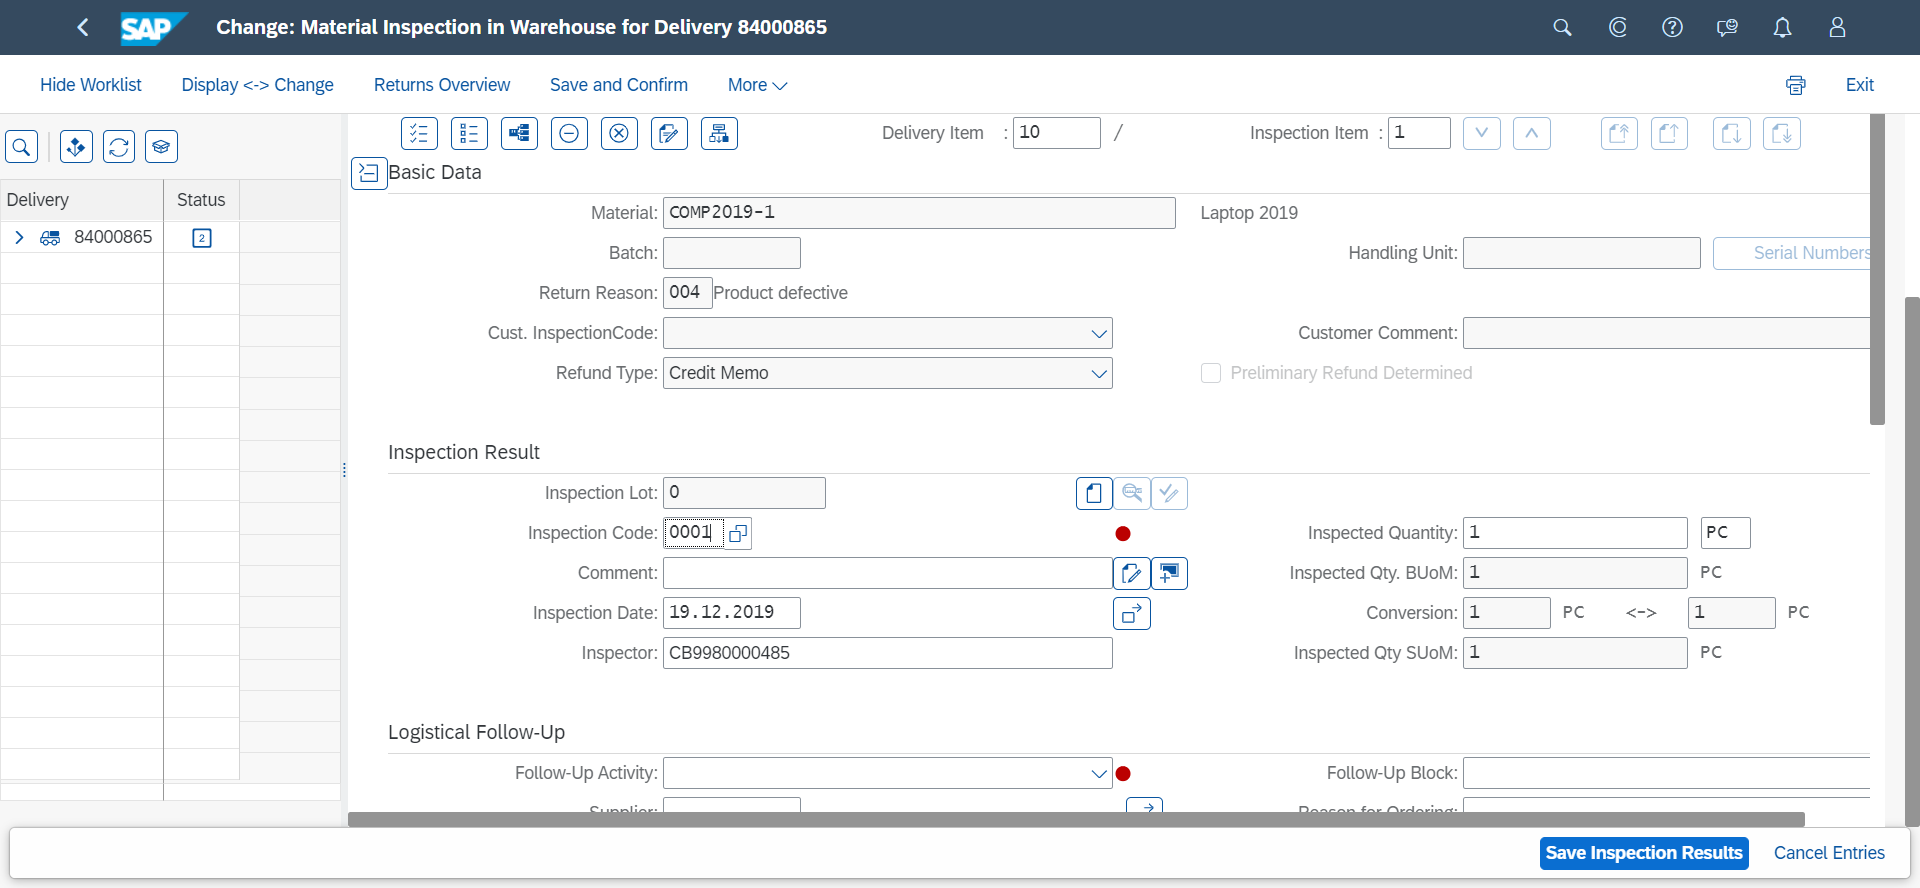 SAP Change: Material Inspection in Warehouse for Delivery 84000865
Hide Worklist Display <-> Change Returns Overview Save and Confirm More Exit
Delivery Item : 10 / Inspection Item : 1
Basic Data
Delivery Status
84000865 2
Material: COMP2019-1 Laptop 2019
Batch: Handling Unit: Serial Numbers
Return Reason: 004 Product defective
Cust. InspectionCode: Customer Comment:
Refund Type: Credit Memo Preliminary Refund Determined
Inspection Result
Inspection Lot: 0
Inspection Code: 0001 Inspected Quantity: 1 PC
Comment: Inspected Qty. BUoM: 1 PC
Inspection Date: 19.12.2019 Conversion: 1 PC <-> 1 PC
Inspector: CB9980000485 Inspected Qty SUoM: 1 PC
Logistical Follow-Up
Follow-Up Activity: Follow-Up Block:
Supplier: Reason for Ordering:
Save Inspection Results Cancel Entries